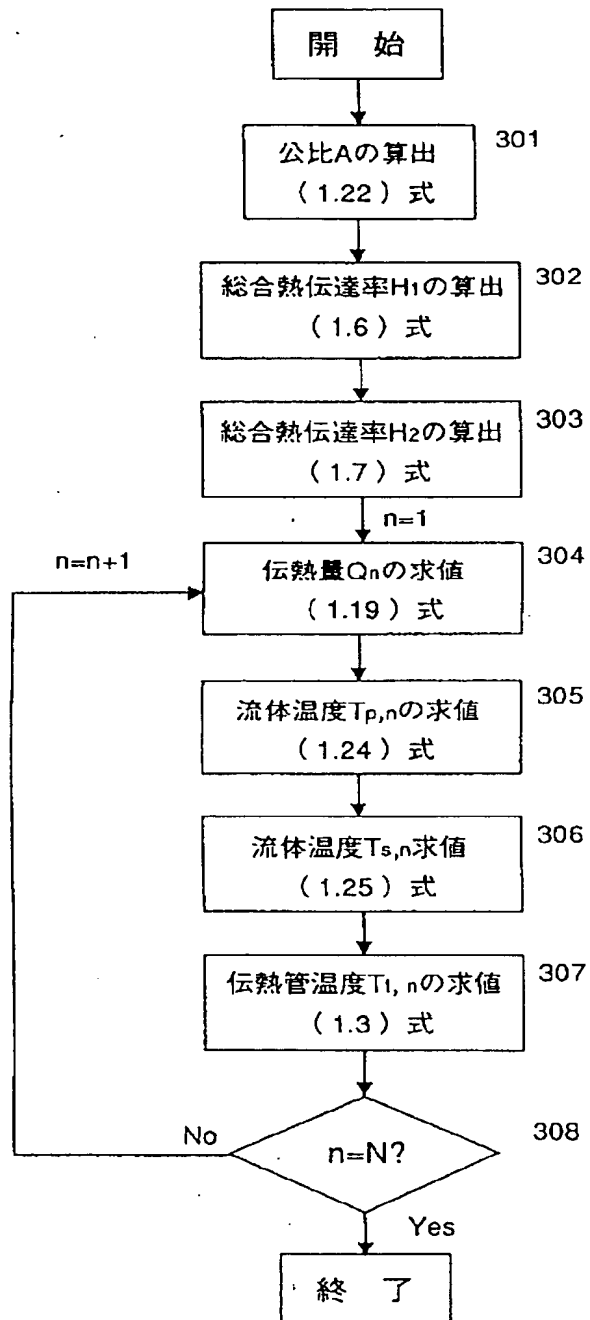 開 始
301
公比Aの算出
(1.22)式
302
総合熱伝達率H1の算出
(1.6)式
303
総合熱伝達率H2の算出
(1.7)式
n=1
n=n+1
304
伝熱量Qnの求値
(1.19)式
305
流体温度Tp,nの求値
(1.24)式
306
流体温度Ts,n求値
(1.25)式
307
伝熱管温度Tt,nの求値
(1.3)式
308
No
n=N?
Yes
終 了